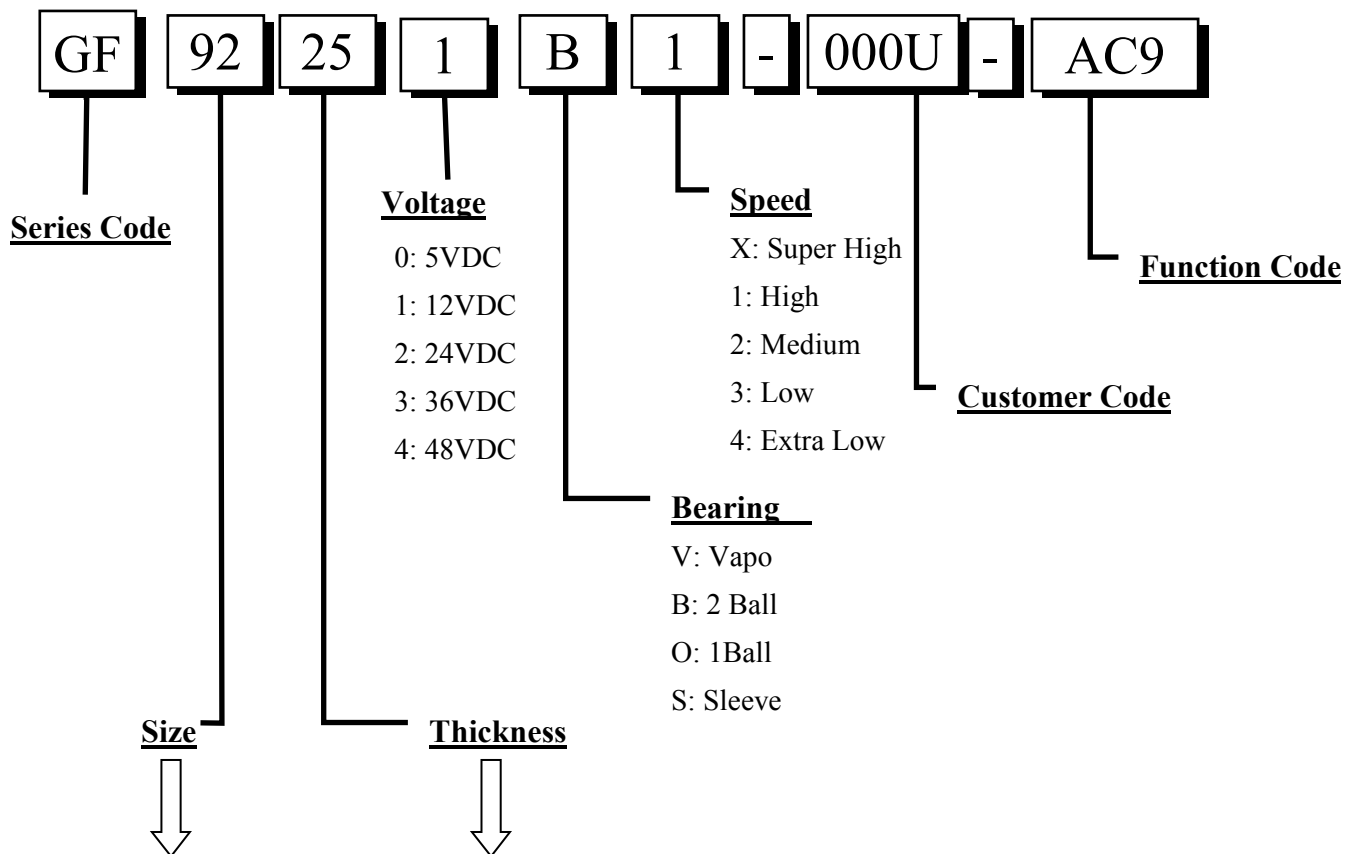 GF 92 25 1 B 1 - 000U - AC9
Series Code
Voltage
0: 5VDC
1: 12VDC
2: 24VDC
3: 36VDC
4: 48VDC
Speed
X: Super High
1: High
2: Medium
3: Low
4: Extra Low
Function Code
Customer Code
Bearing
V: Vapo
B: 2 Ball
O: 1Ball
S: Sleeve
Size
Thickness